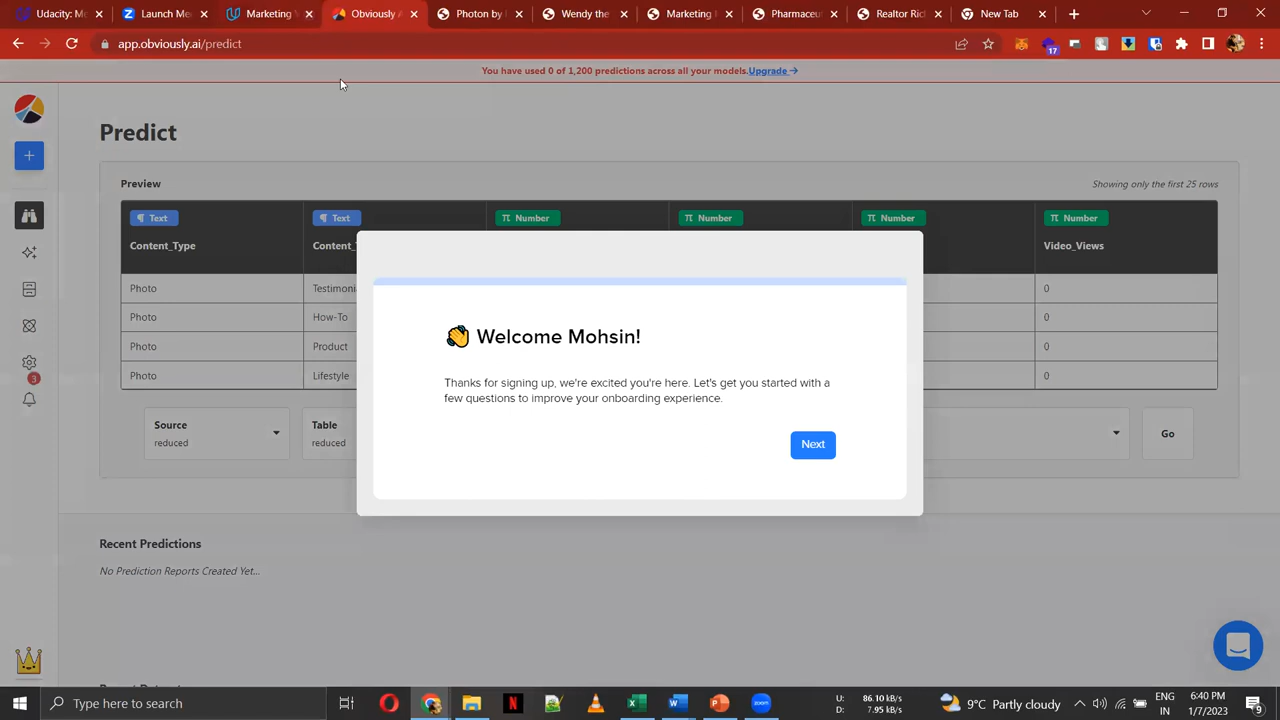 Udacity: M
Launch Mee
Marketing V
Obviously A
Photon by
Wendy the
Marketing
Pharmaceu
Realtor Ric
New Tab
app.obviously.ai/predict
17
You have used 0 of 1,200 predictions across all your models.Upgrade →
Predict
Preview
Showing only the first 25 rows
Text
Text
Number
Number
Number
Number
Content_Type
Content_
Video_Views
Photo
Testimoni
0
Photo
How-To
0
Photo
Product
0
Photo
Lifestyle
0
Welcome Mohsin!
Thanks for signing up, we're excited you're here. Let's get you started with a
few questions to improve your onboarding experience.
Next
Source
reduced
Table
reduced
Go
3
Recent Predictions
No Prediction Reports Created Yet...
Type here to search
U:
D:
86.10 kB/s
7.95 kB/s
9°C Partly cloudy
ENG
IN
6:40 PM
1/7/2023
9